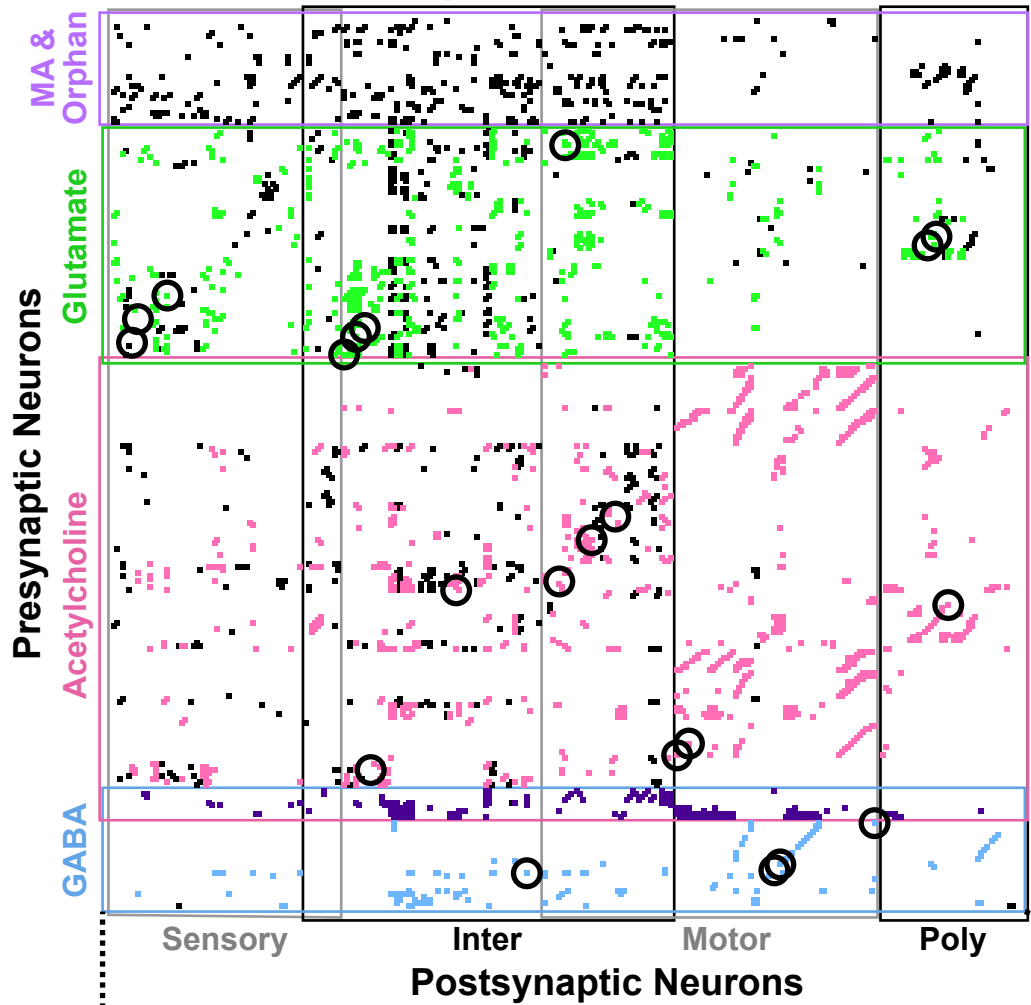 MA &
Orphan
Glutamate
Presynaptic Neurons
Acetylcholine
GABA
Sensory
Inter
Motor
Poly
Postsynaptic Neurons